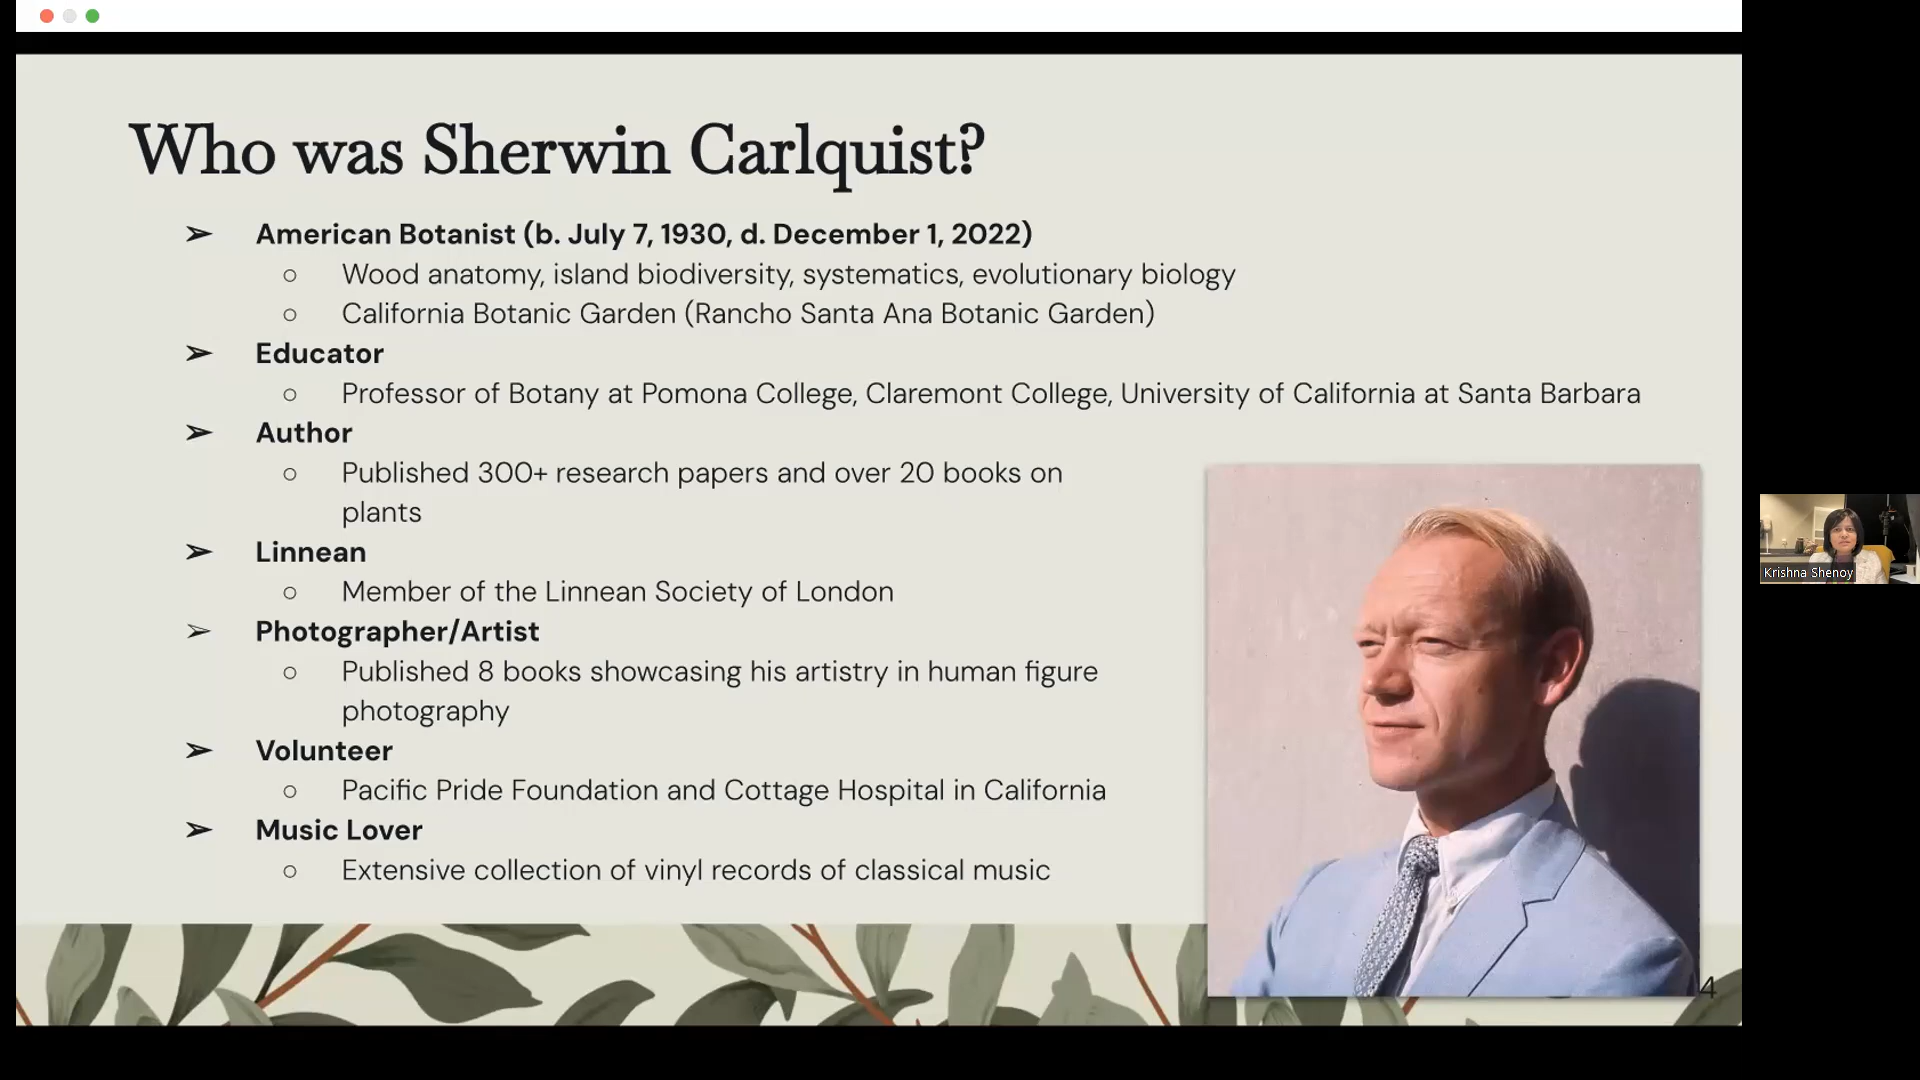 Who was Sherwin Carlquist?
➢ American Botanist (b. July 7, 1930, d. December 1, 2022)
○ Wood anatomy, island biodiversity, systematics, evolutionary biology
○ California Botanic Garden (Rancho Santa Ana Botanic Garden)
➢ Educator
○ Professor of Botany at Pomona College, Claremont College, University of California at Santa Barbara
➢ Author
○ Published 300+ research papers and over 20 books on
plants
➢ Linnean
○ Member of the Linnean Society of London
➢ Photographer/Artist
○ Published 8 books showcasing his artistry in human figure
photography
➢ Volunteer
○ Pacific Pride Foundation and Cottage Hospital in California
➢ Music Lover
○ Extensive collection of vinyl records of classical music
4
Krishna Shenoy